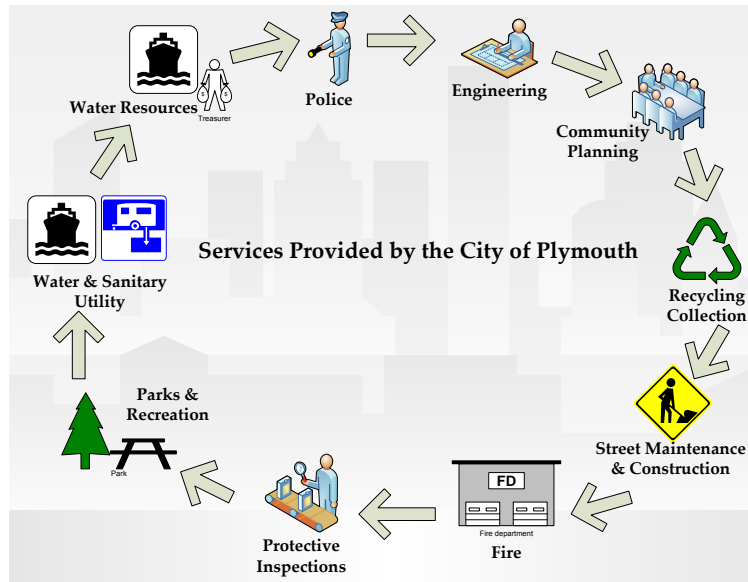 Water Resources
Treasurer
Police
Engineering
Community
Planning
Services Provided by the City of Plymouth
Recycling
Collection
Street Maintenance
& Construction
FD
Fire department
Fire
Protective
Inspections
Parks &
Recreation
Park
Water & Sanitary
Utility
$ $